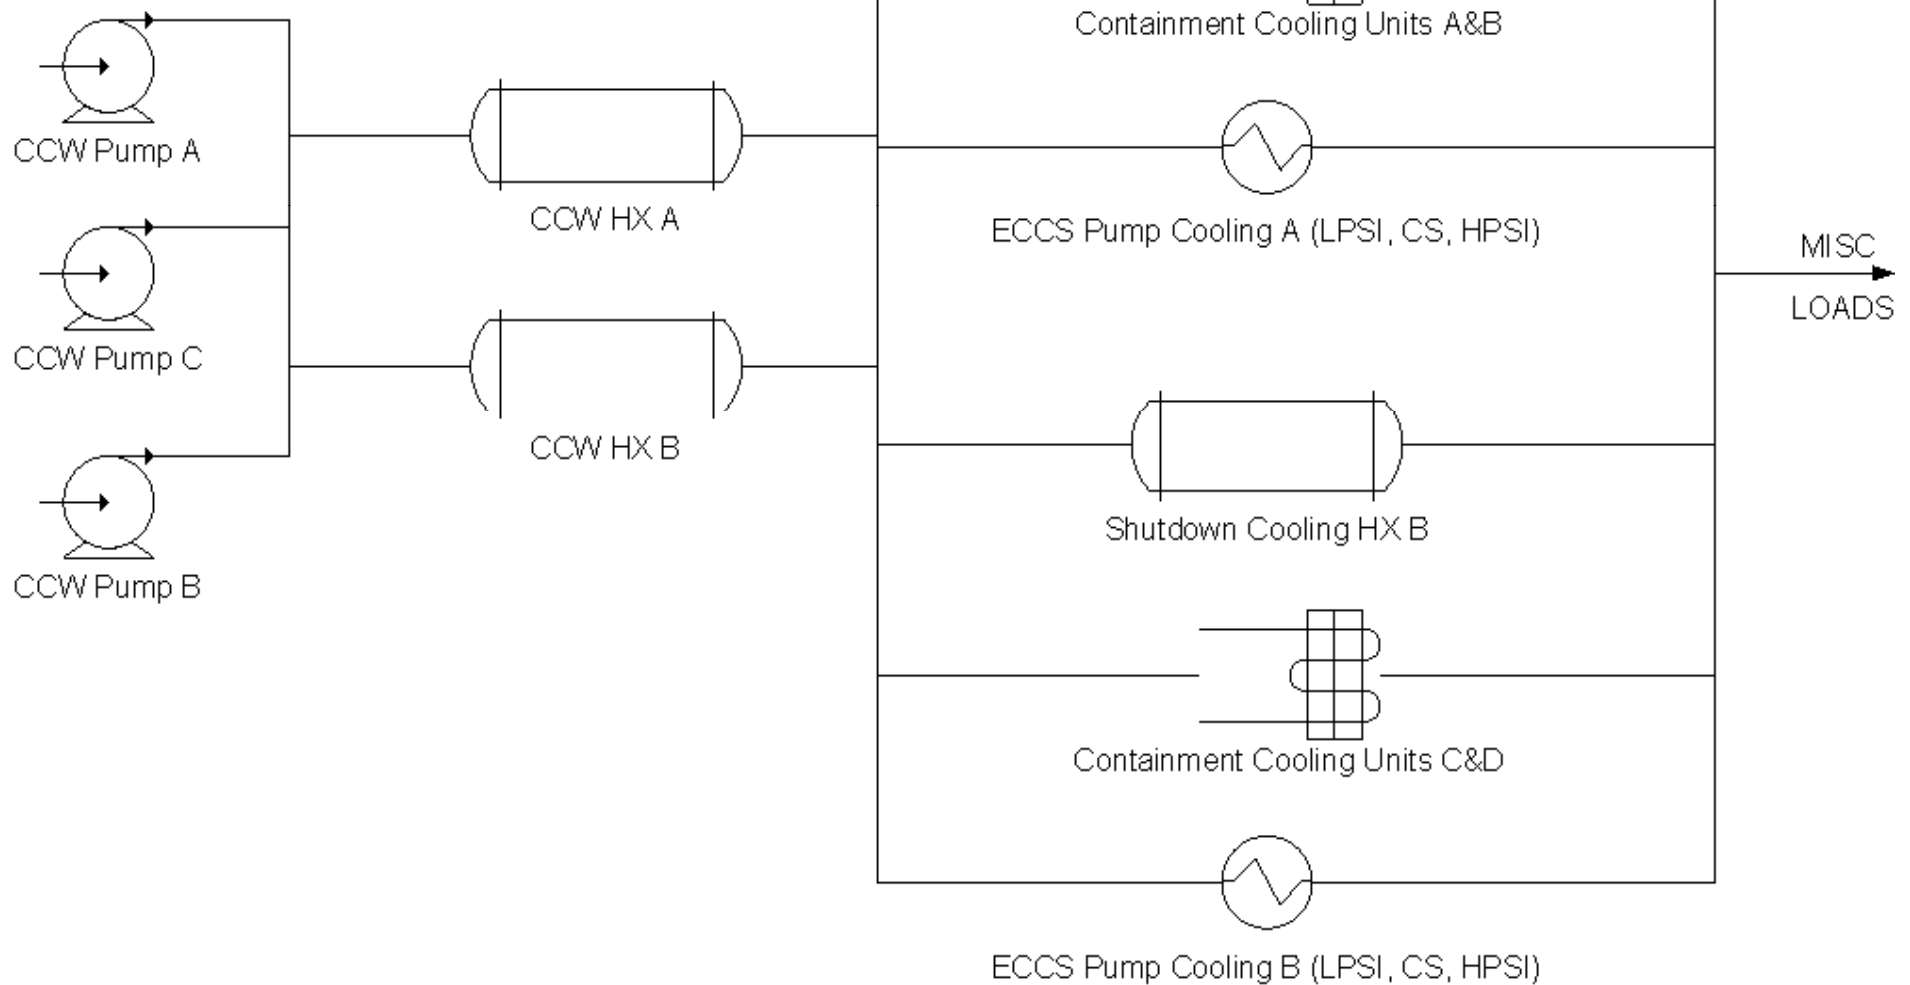 Containment Cooling Units A&B
CCW Pump A
CCW HX A
ECCS Pump Cooling A (LPSI, CS, HPSI)
MISC
LOADS
CCW Pump C
CCW HX B
Shutdown Cooling HX B
CCW Pump B
Containment Cooling Units C&D
ECCS Pump Cooling B (LPSI, CS, HPSI)